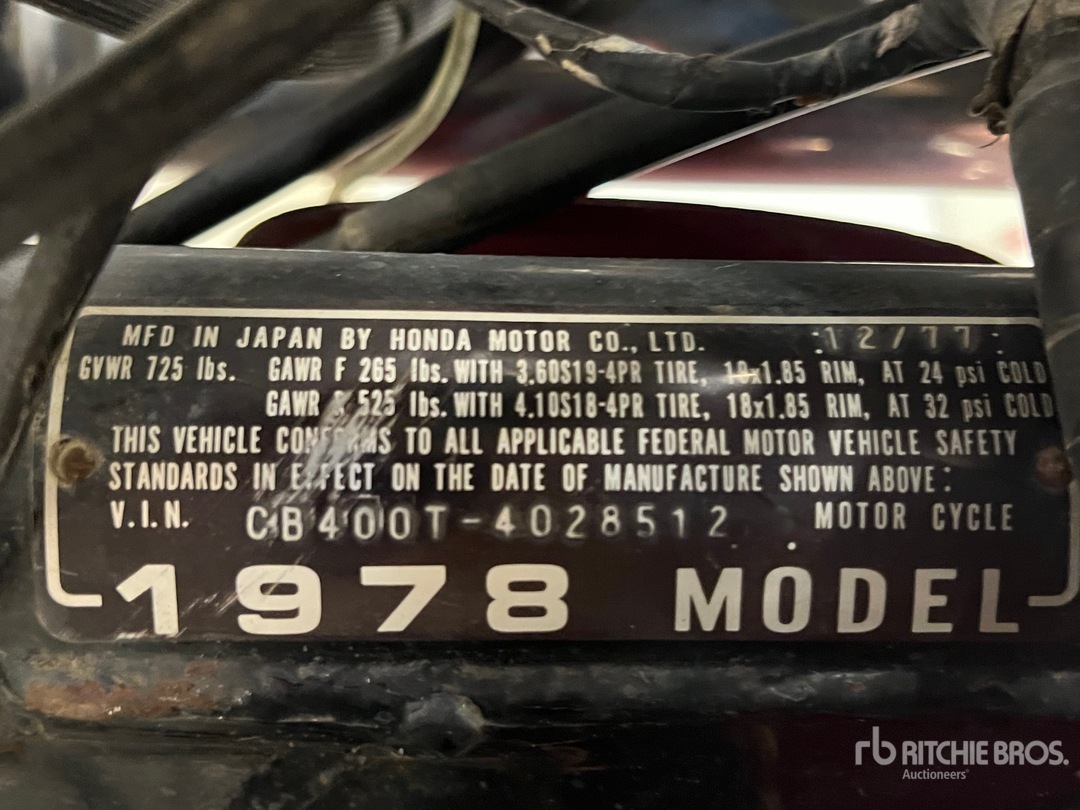 MFD IN JAPAN BY HONDA MOTOR CO., LTD. 12/77
GVWR 725 lbs. GAWR F 265 lbs. WITH 3.60S19-4PR TIRE, x1.85 RIM, AT 24 psi COLD
GAWR 525 lbs. WITH 4.10S18-4PR TIRE, 18x1.85 RIM, AT 32 psi COLD
THIS VEHICLE CONFORMS TO ALL APPLICABLE FEDERAL MOTOR VEHICLE SAFETY
STANDARDS IN EFFECT ON THE DATE OF MANUFACTURE SHOWN ABOVE:
V.I.N. CB400T-4028512 MOTOR CYCLE
1978 MODEL
rb RITCHIE BROS.
Auctioneers